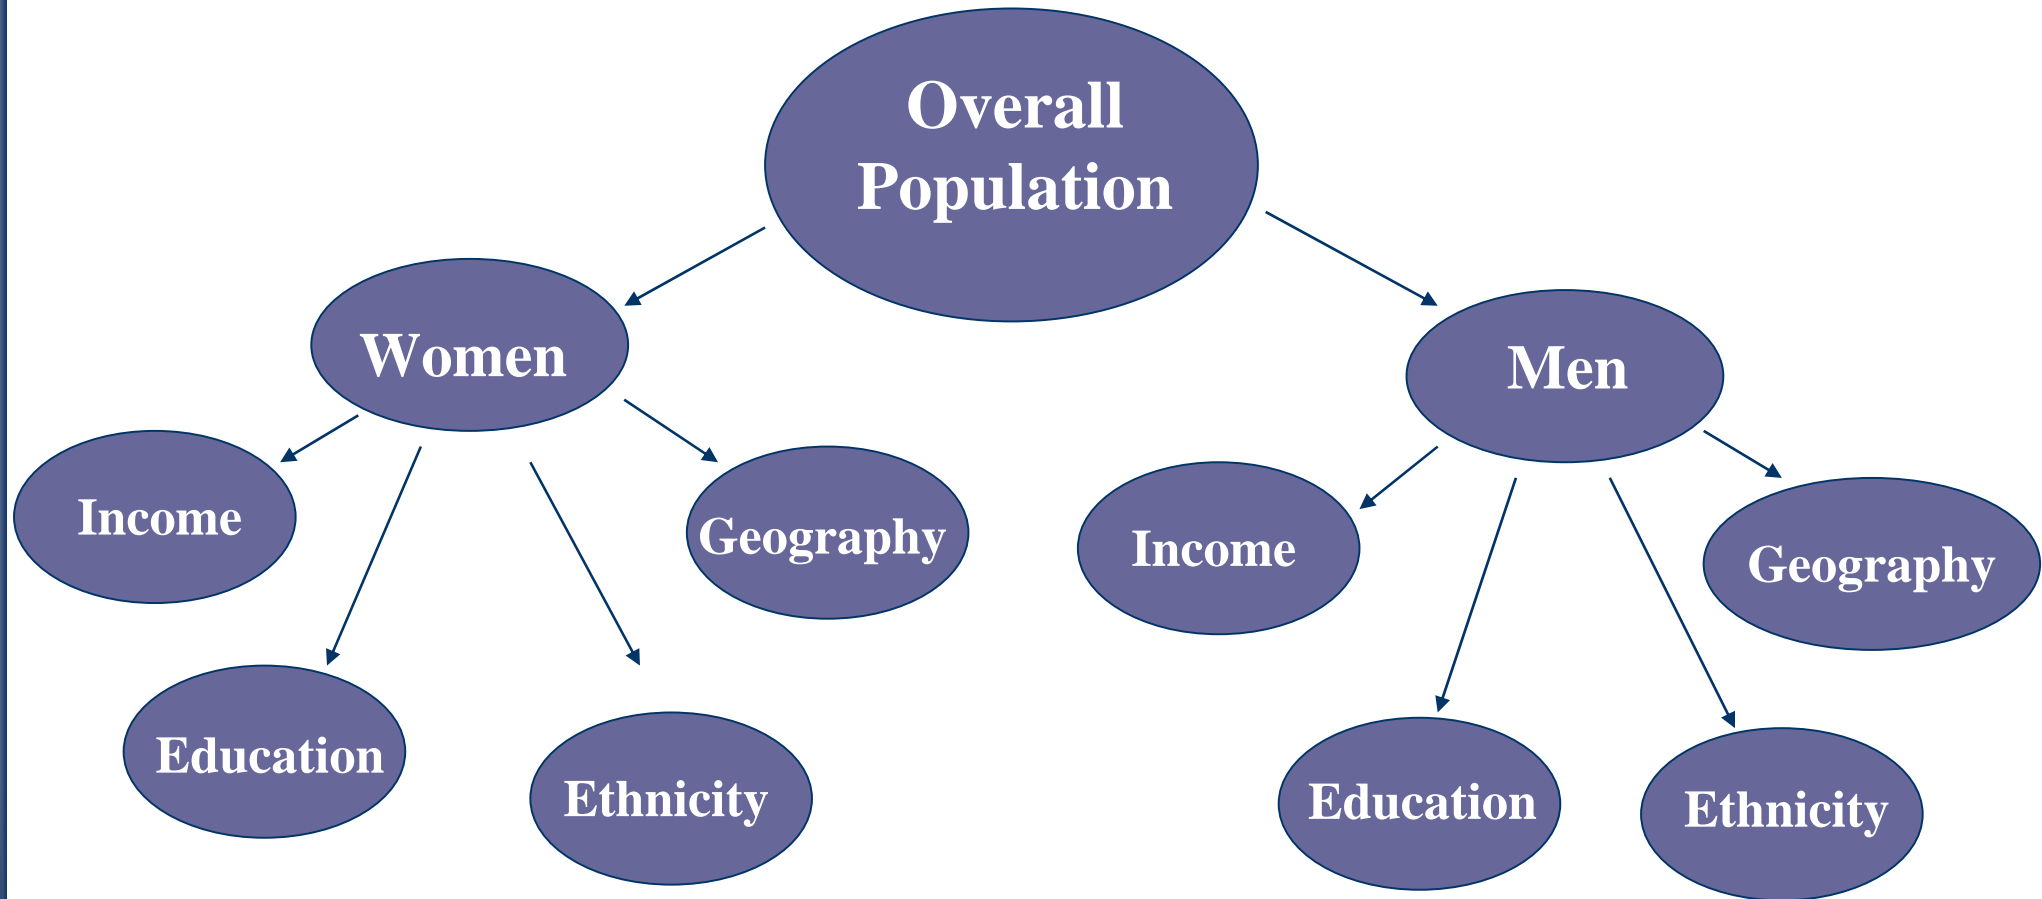 Overall
Population
Women
Men
Income
Geography
Income
Geography
Education
Ethnicity
Education
Ethnicity